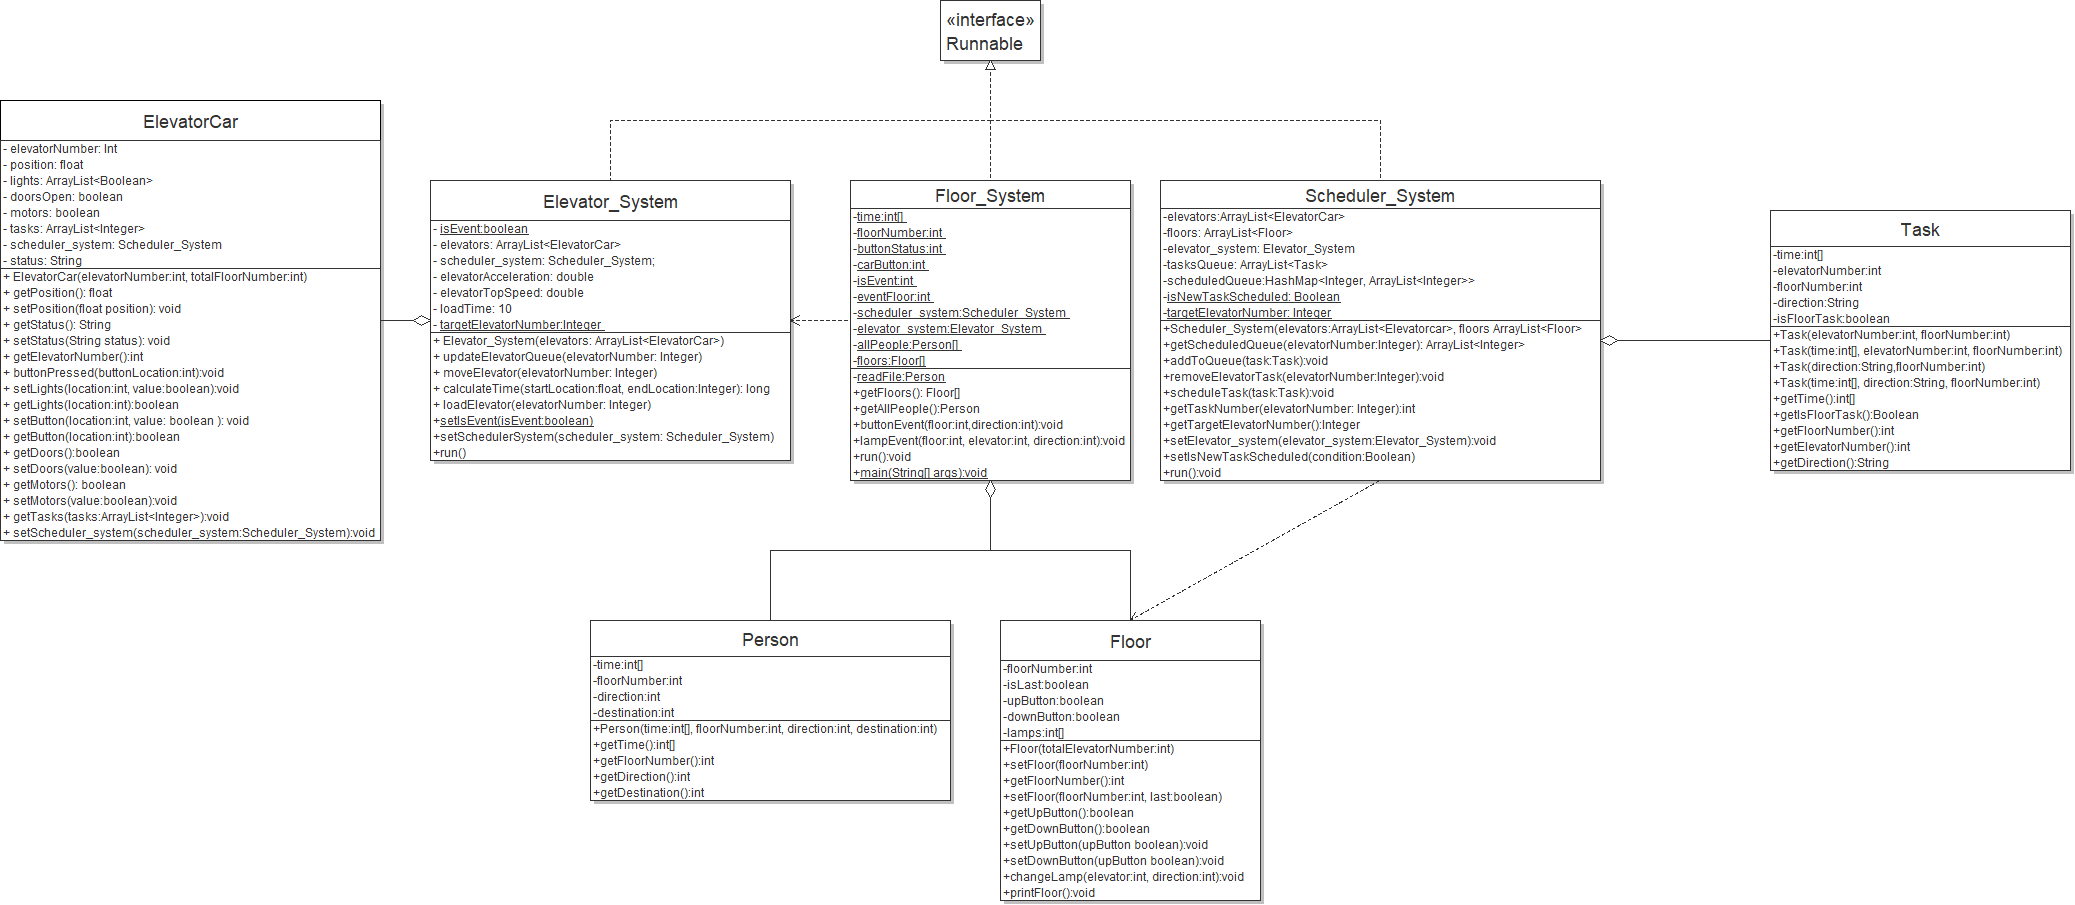 «interface»
Runnable
ElevatorCar
- elevatorNumber: Int
- position: float
- lights: ArrayList<Boolean>
- doorsOpen: boolean
- motors: boolean
- tasks: ArrayList<Integer>
- scheduler_system: Scheduler_System
- status: String
+ ElevatorCar(elevatorNumber:int, totalFloorNumber:int)
+ getPosition(): float
+ setPosition(float position): void
+ getStatus(): String
+ setStatus(String status): void
+ getElevatorNumber():int
+ buttonPressed(buttonLocation:int):void
+ setLights(location:int, value:boolean):void
+ getLights(location:int):boolean
+ setButton(location:int, value: boolean ): void
+ getButton(location:int):boolean
+ getDoors():boolean
+ setDoors(value:boolean): void
+ getMotors(): boolean
+ setMotors(value:boolean):void
+ getTasks(tasks:ArrayList<Integer>):void
+ setScheduler_system(scheduler_system:Scheduler_System):void
Elevator_System
- isEvent:boolean
- elevators: ArrayList<ElevatorCar>
- scheduler_system: Scheduler_System;
- elevatorAcceleration: double
- elevatorTopSpeed: double
- loadTime: 10
- targetElevatorNumber:Integer
+ Elevator_System(elevators: ArrayList<ElevatorCar>)
+ updateElevatorQueue(elevatorNumber: Integer)
+ moveElevator(elevatorNumber: Integer)
+ calculateTime(startLocation:float, endLocation:Integer): long
+ loadElevator(elevatorNumber: Integer)
+setIsEvent(isEvent:boolean)
+setSchedulerSystem(scheduler_system: Scheduler_System)
+run()
Floor_System
-time:int[]
-floorNumber:int
-buttonStatus:int
-carButton:int
-isEvent:int
-eventFloor:int
-scheduler_system:Scheduler_System
-elevator_system:Elevator_System
-allPeople:Person[]
-floors:Floor[]
-readFile:Person
+getFloors(): Floor[]
+getAllPeople():Person
+buttonEvent(floor:int,direction:int):void
+lampEvent(floor:int, elevator:int, direction:int):void
+run():void
+main(String[] args):void
Scheduler_System
-elevators:ArrayList<ElevatorCar>
-floors: ArrayList<Floor>
-elevator_system: Elevator_System
-tasksQueue: ArrayList<Task>
-scheduledQueue:HashMap<Integer, ArrayList<Integer>>
-isNewTaskScheduled: Boolean
-targetElevatorNumber: Integer
+Scheduler_System(elevators:ArrayList<Elevatorcar>, floors ArrayList<Floor>
+getScheduledQueue(elevatorNumber:Integer): ArrayList<Integer>
+addToQueue(task:Task):void
+removeElevatorTask(elevatorNumber:Integer):void
+scheduleTask(task:Task):void
+getTaskNumber(elevatorNumber: Integer):int
+getTargetElevatorNumber():Integer
+setElevator_system(elevator_system:Elevator_System):void
+setIsNewTaskScheduled(condition:Boolean)
+run():void
Task
-time:int[]
-elevatorNumber:int
-floorNumber:int
-direction:String
-isFloorTask:boolean
+Task(elevatorNumber:int, floorNumber:int)
+Task(time:int[], elevatorNumber:int, floorNumber:int)
+Task(direction:String,floorNumber:int)
+Task(time:int[], direction:String, floorNumber:int)
+getTime():int[]
+getIsFloorTask():Boolean
+getFloorNumber():int
+getElevatorNumber():int
+getDirection():String
Person
-time:int[]
-floorNumber:int
-direction:int
-destination:int
+Person(time:int[], floorNumber:int, direction:int, destination:int)
+getTime():int[]
+getFloorNumber():int
+getDirection():int
+getDestination():int
Floor
-floorNumber:int
-isLast:boolean
-upButton:boolean
-downButton:boolean
-lamps:int[]
+Floor(totalElevatorNumber:int)
+setFloor(floorNumber:int)
+getFloorNumber():int
+setFloor(floorNumber:int, last:boolean)
+getUpButton():boolean
+getDownButton():boolean
+setUpButton(upButton boolean):void
+setDownButton(upButton boolean):void
+changeLamp(elevator:int, direction:int):void
+printFloor():void